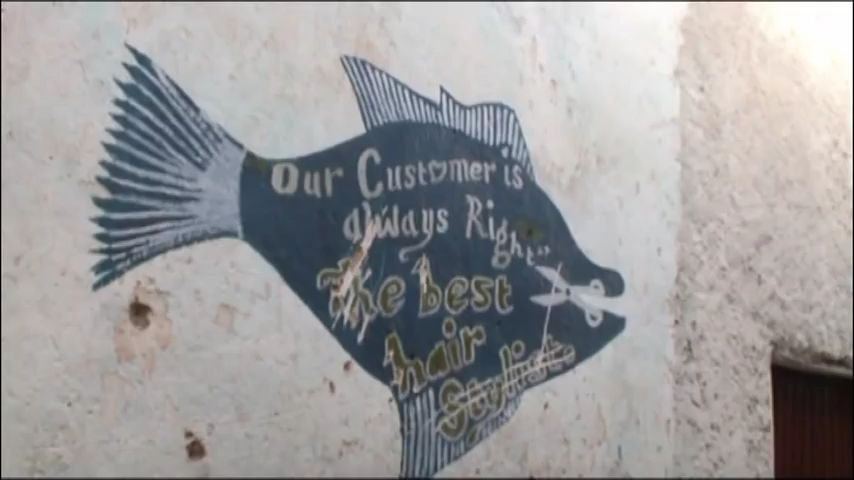 Our Customer is
always Right"
The best
hair
Stylist.